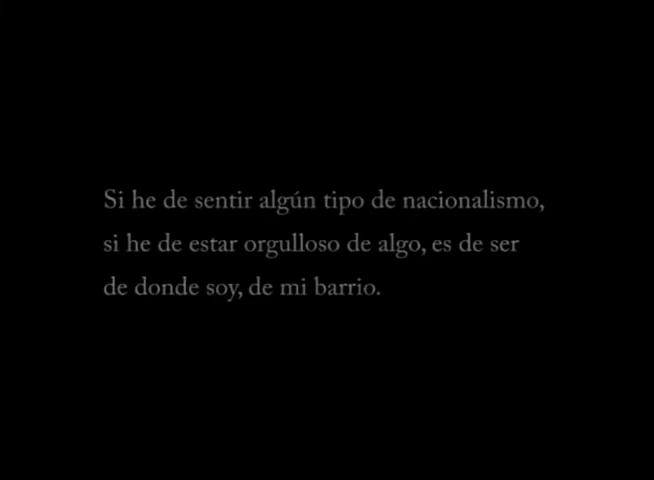 Si he de sentir algún tipo de nacionalismo,
si he de estar orgulloso de algo, es de ser
de donde soy, de mi barrio.